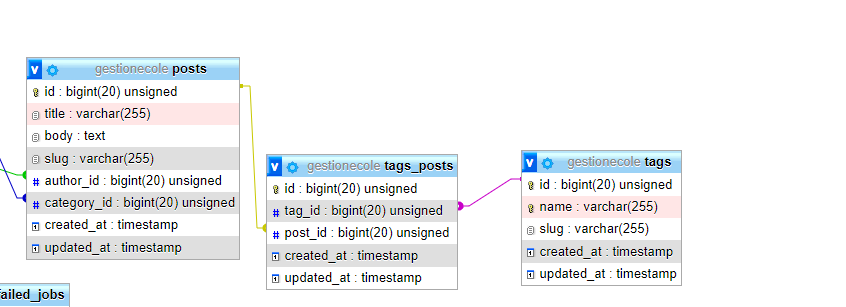 gestionecole posts
id : bigint(20) unsigned
title : varchar(255)
body : text
slug : varchar(255)
author_id : bigint(20) unsigned
category_id : bigint(20) unsigned
created_at : timestamp
updated_at : timestamp
gestionecole tags_posts
id : bigint(20) unsigned
tag_id : bigint(20) unsigned
post_id : bigint(20) unsigned
created_at : timestamp
updated_at : timestamp
gestionecole tags
id : bigint(20) unsigned
name : varchar(255)
slug : varchar(255)
created_at : timestamp
updated_at : timestamp
failed_jobs